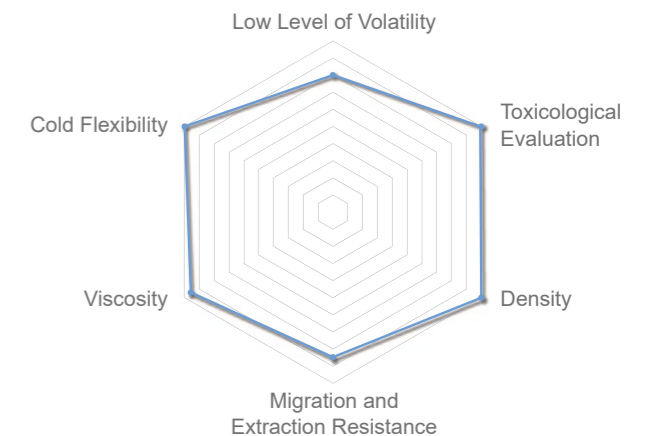 Low Level of Volatility
Toxicological
Evaluation
Cold Flexibility
Viscosity
Density
Migration and
Extraction Resistance